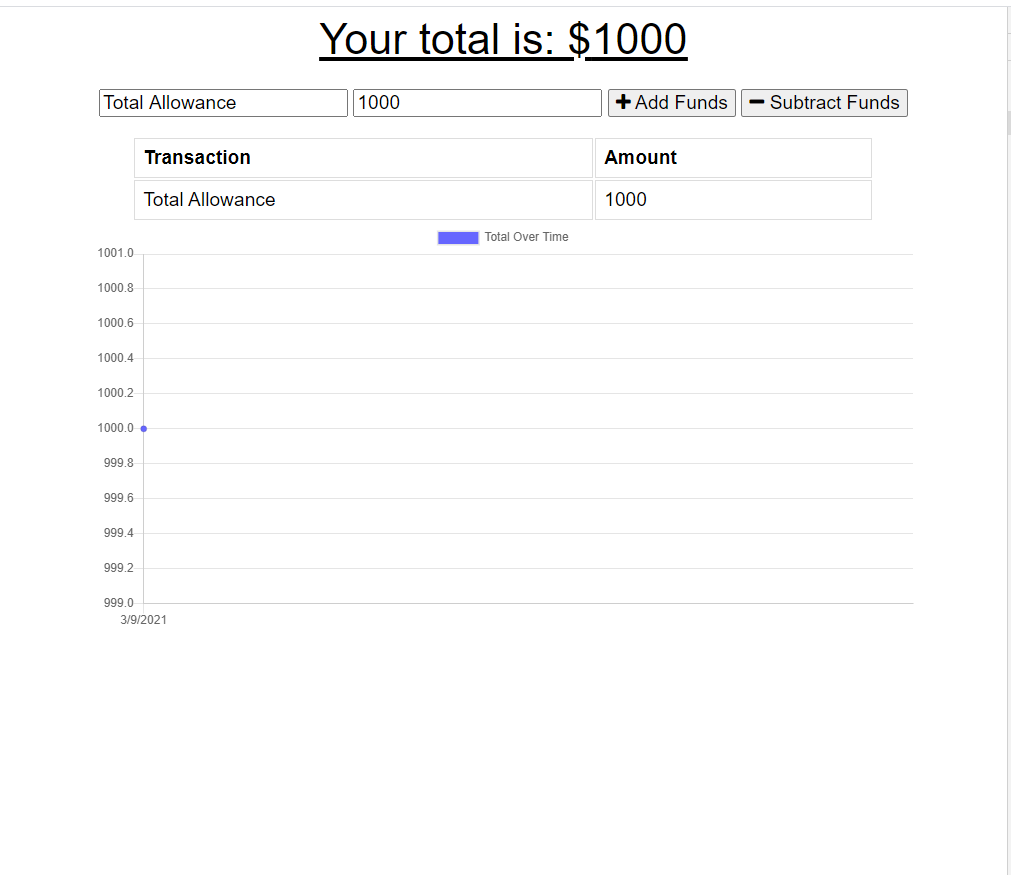 Your total is: $1000
Total Allowance 1000 Add Funds Subtract Funds
Transaction Amount
Total Allowance 1000
Total Over Time
1001.0
1000.8
1000.6
1000.4
1000.2
1000.0
999.8
999.6
999.4
999.2
999.0
3/9/2021